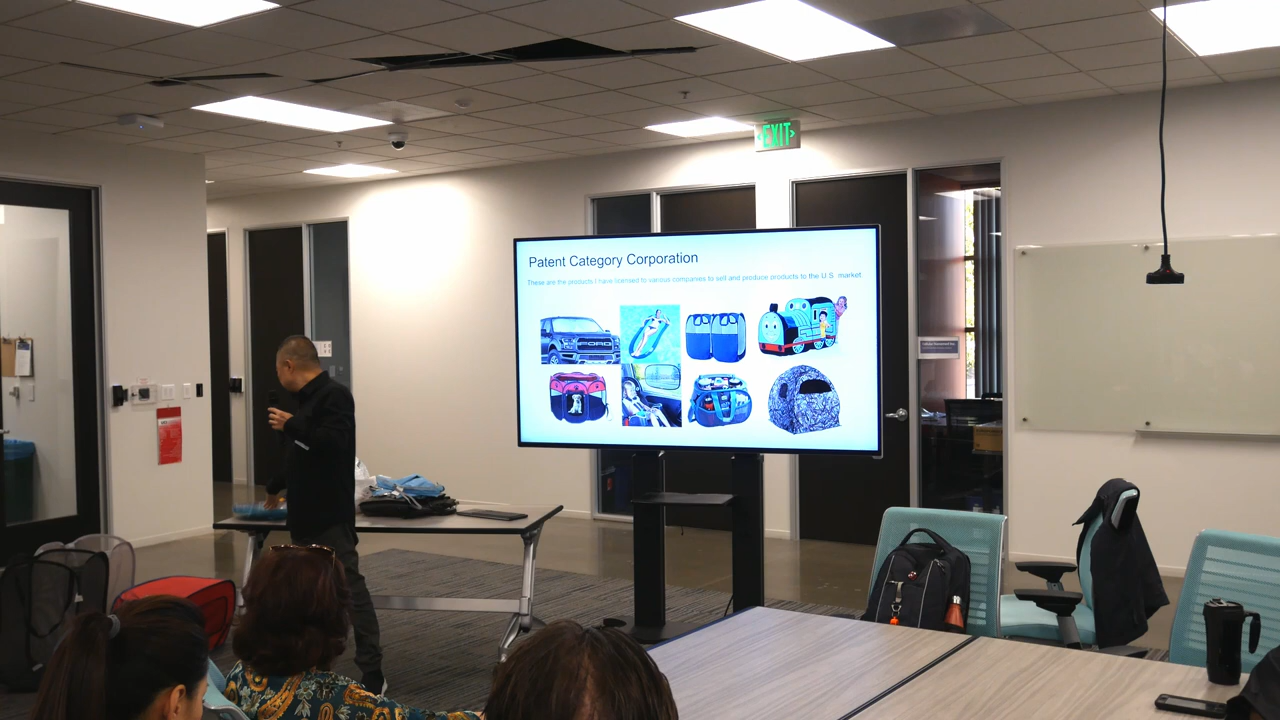 EXIT
Patent Category Corporation
These are the products I have licensed to various companies to sell and produce products to the U.S. market.
FORD